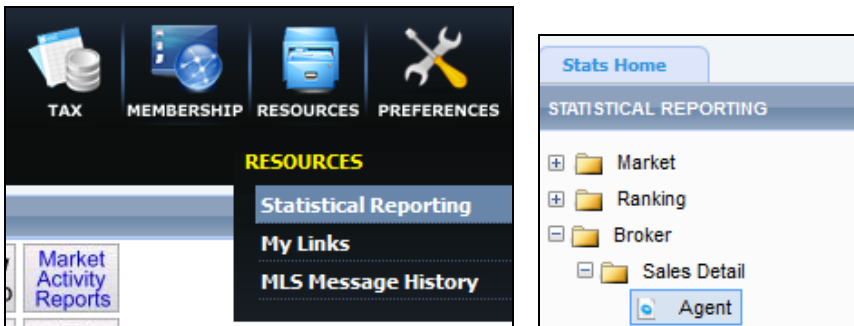 TAX MEMBERSHIP RESOURCES PREFERENCES
RESOURCES
Statistical Reporting
My Links
MLS Message History
Market
Activity
Reports
Stats Home
STATISTICAL REPORTING
Market
Ranking
Broker
Sales Detail
Agent